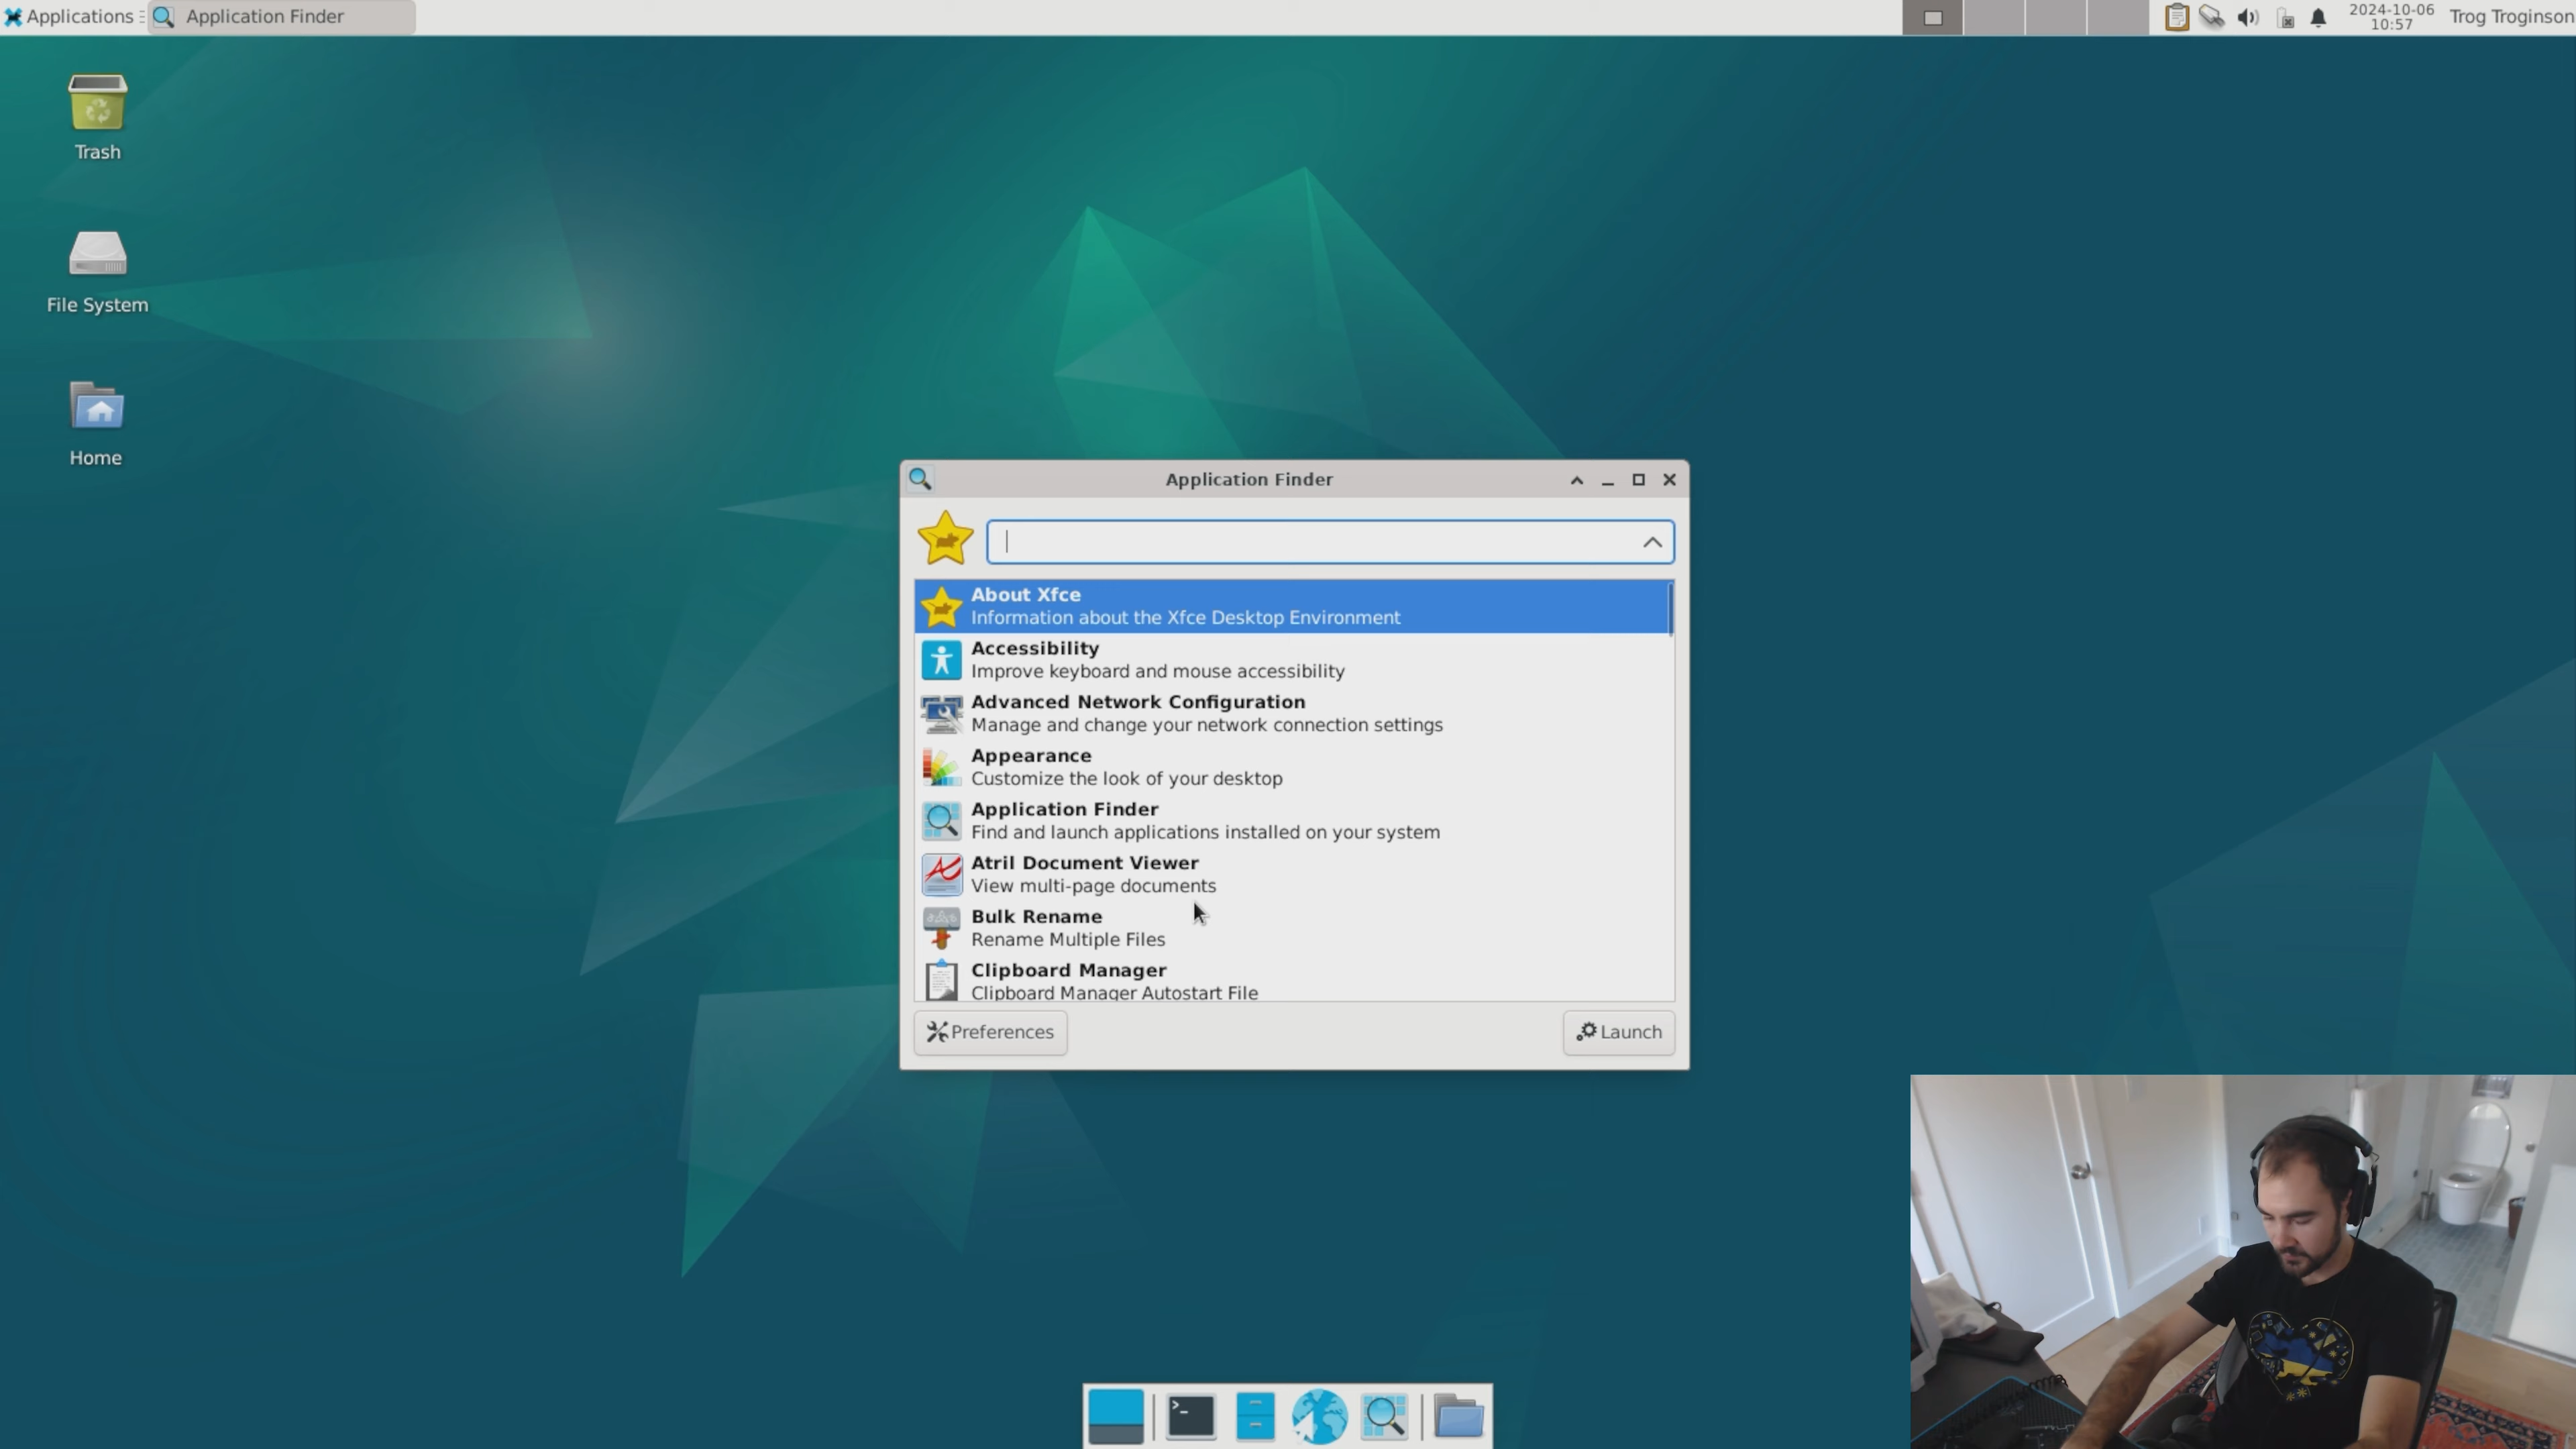 Applications
Application Finder
2024-10-06
10:57
Trog Troginson
Trash
File System
Home
Application Finder
About Xfce
Information about the Xfce Desktop Environment
Accessibility
Improve keyboard and mouse accessibility
Advanced Network Configuration
Manage and change your network connection settings
Appearance
Customize the look of your desktop
Application Finder
Find and launch applications installed on your system
Atril Document Viewer
View multi-page documents
Bulk Rename
Rename Multiple Files
Clipboard Manager
Clipboard Manager Autostart File
Preferences
Launch